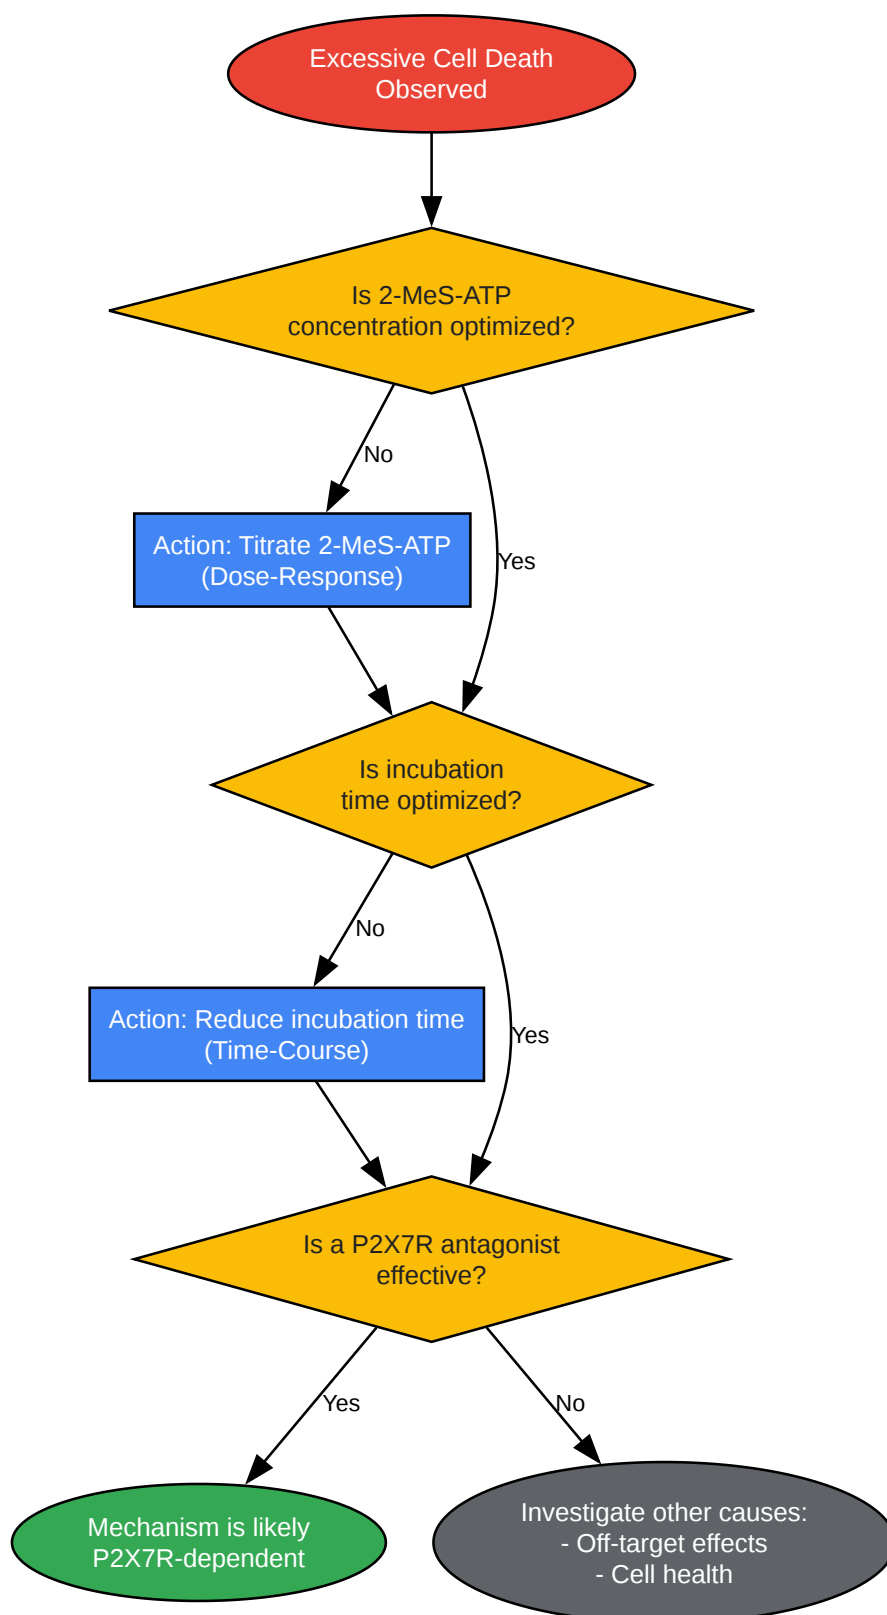 Excessive Cell Death
Observed
Is 2-MeS-ATP
concentration optimized?
No
Yes
Action: Titrate 2-MeS-ATP
(Dose-Response)
Is incubation
time optimized?
No
Yes
Action: Reduce incubation time
(Time-Course)
Is a P2X7R antagonist
effective?
Yes
No
Mechanism is likely
P2X7R-dependent
Investigate other causes:
- Off-target effects
- Cell health